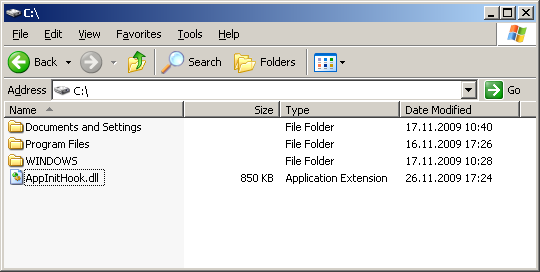 C:\
File Edit View Favorites Tools Help
Back Search Folders
Address C:\ Go
Name Size Type Date Modified
Documents and Settings File Folder 17.11.2009 10:40
Program Files File Folder 16.11.2009 17:26
WINDOWS File Folder 17.11.2009 10:28
AppInitHook.dll 850 KB Application Extension 26.11.2009 17:24